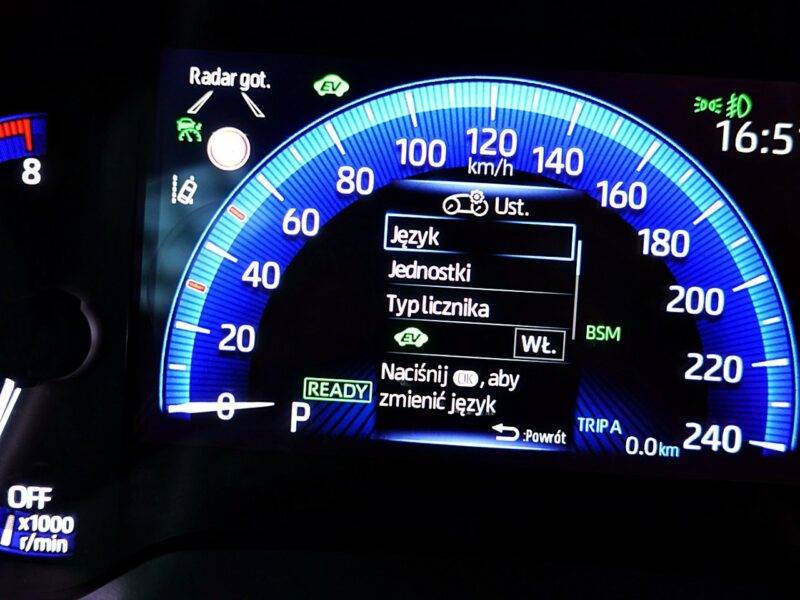 Radar got.
EV
16:5
8
0
20
40
60
80
100
120
140
160
180
200
220
240
km/h
Ust.
Język
Jednostki
Typ licznika
EV WŁ.
Naciśnij OK, aby
zmienić język
:Powrót
BSM
READY
P
TRIP A
0.0 km
OFF
x1000
r/min